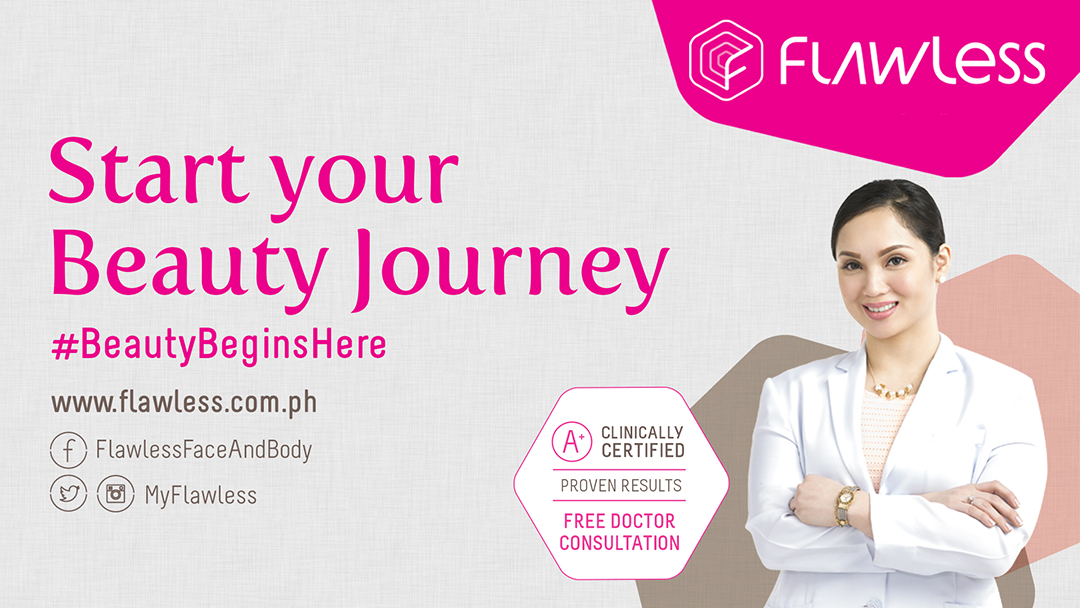 FLAWLESS
Start your
Beauty Journey
#BeautyBeginsHere
www.flawless.com.ph
FlawlessFaceAndBody
MyFlawless
A+
CLINICALLY
CERTIFIED
PROVEN RESULTS
FREE DOCTOR
CONSULTATION